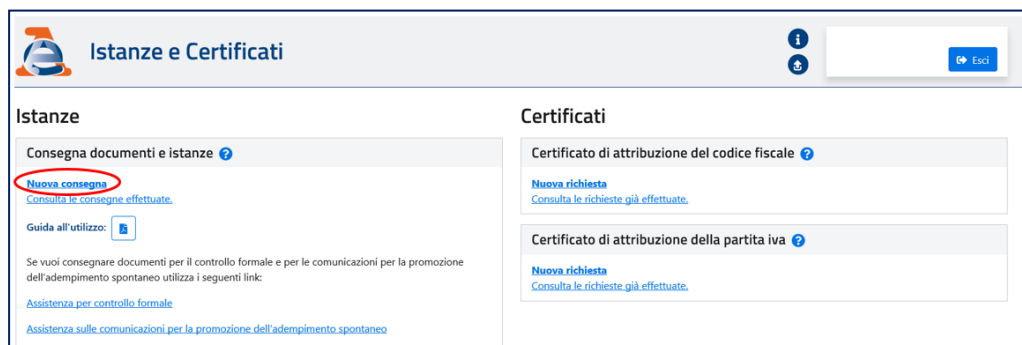 Istanze e Certificati
Esci
Istanze
Consegna documenti e istanze
Nuova consegna
Consulta le consegne effettuate.
Guida all'utilizzo:
Se vuoi consegnare documenti per il controllo formale e per le comunicazioni per la promozione
dell'adempimento spontaneo utilizza i seguenti link:
Assistenza per controllo formale
Assistenza sulle comunicazioni per la promozione dell'adempimento spontaneo
Certificati
Certificato di attribuzione del codice fiscale
Nuova richiesta
Consulta le richieste già effettuate.
Certificato di attribuzione della partita iva
Nuova richiesta
Consulta le richieste già effettuate.